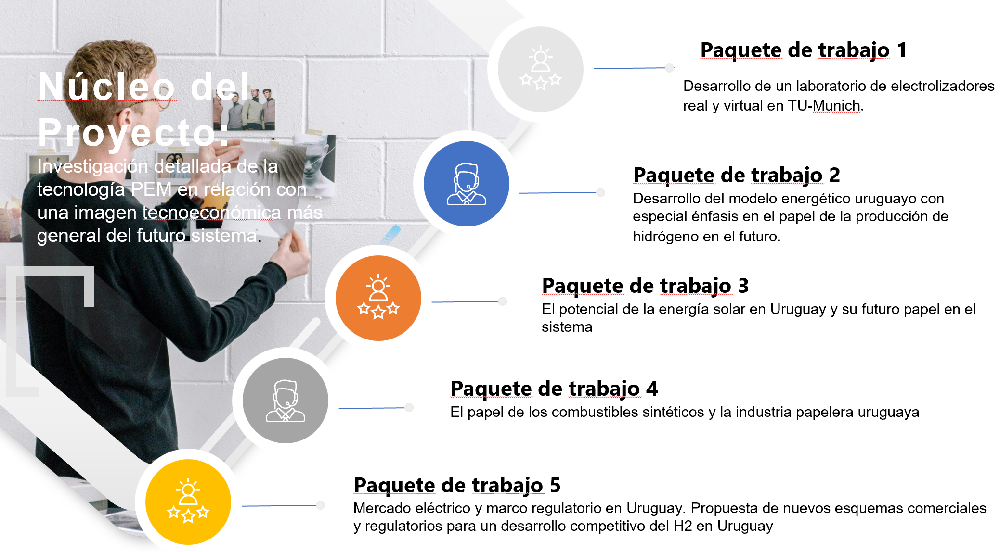 Núcleo del
Proyecto:
Investigación detallada de la
tecnología PEM en relación con
una imagen tecnoeconómica más
general del futuro sistema.
Paquete de trabajo 1
Desarrollo de un laboratorio de electrolizadores
real y virtual en TU-Munich.
Paquete de trabajo 2
Desarrollo del modelo energético uruguayo con
especial énfasis en el papel de la producción de
hidrógeno en el futuro.
Paquete de trabajo 3
El potencial de la energía solar en Uruguay y su futuro papel en el
sistema
Paquete de trabajo 4
El papel de los combustibles sintéticos y la industria papelera uruguaya
Paquete de trabajo 5
Mercado eléctrico y marco regulatorio en Uruguay. Propuesta de nuevos esquemas comerciales
y regulatorios para un desarrollo competitivo del H2 en Uruguay